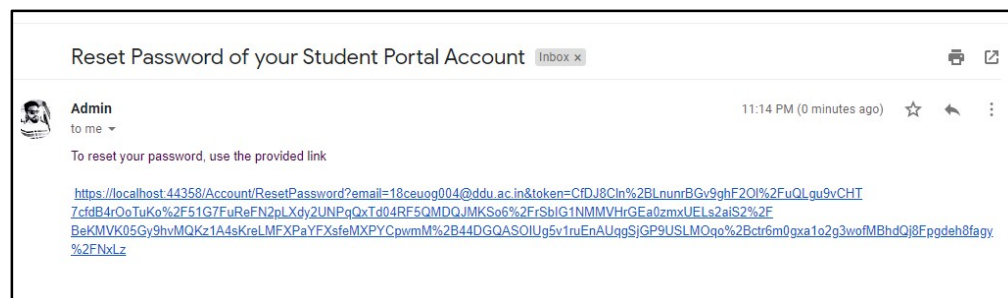 Reset Password of your Student Portal Account Inbox x
Admin 11:14 PM (0 minutes ago)
to me
To reset your password, use the provided link
https://localhost:44358/Account/ResetPassword?email=18ceuog004@ddu.ac.in&token=CfDJ8CIn%2BLnunrBGv9ghF2OI%2FuQLgu9vCHT
7cfdB4rOoTuKo%2F51G7FuReFN2pLXdy2UNPqQxTd04RF5QMDQJMKSo6%2FrSbIG1NMMVHrGEa0zmxUELs2aiS2%2F
BeKMVK05Gy9hvMQKz1A4sKreLMFXPaYFXsfeMXPYCpwmM%2B44DGQASOIUg5v1ruEnAUqgSjGP9USLMOqo%2Bctr6m0gxa1o2g3wofMBhdQj8Fpgdeh8fagy
%2FNxLz